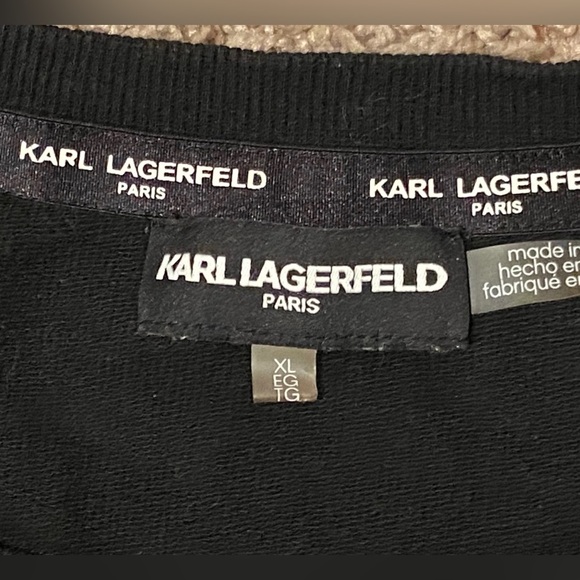 KARL LAGERFELD
PARIS
KARL LAGERFE
PARIS
KARL LAGERFELD
PARIS
made in
hecho en
fabriqué en
XL
EG
TG